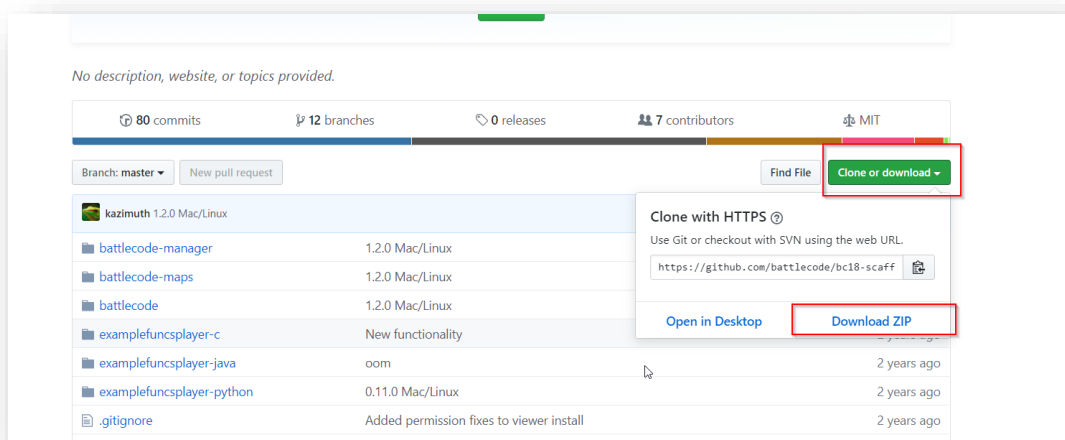 No description, website, or topics provided.
80 commits 12 branches 0 releases 7 contributors MIT
Branch: master New pull request Find File Clone or download
kazimuth 1.2.0 Mac/Linux
Clone with HTTPS
Use Git or checkout with SVN using the web URL.
https://github.com/battlecode/bc18-scaff
Open in Desktop Download ZIP
battlecode-manager 1.2.0 Mac/Linux
battlecode-maps 1.2.0 Mac/Linux
battlecode 1.2.0 Mac/Linux
examplefuncsplayer-c New functionality
examplefuncsplayer-java oom 2 years ago
examplefuncsplayer-python 0.11.0 Mac/Linux 2 years ago
.gitignore Added permission fixes to viewer install 2 years ago